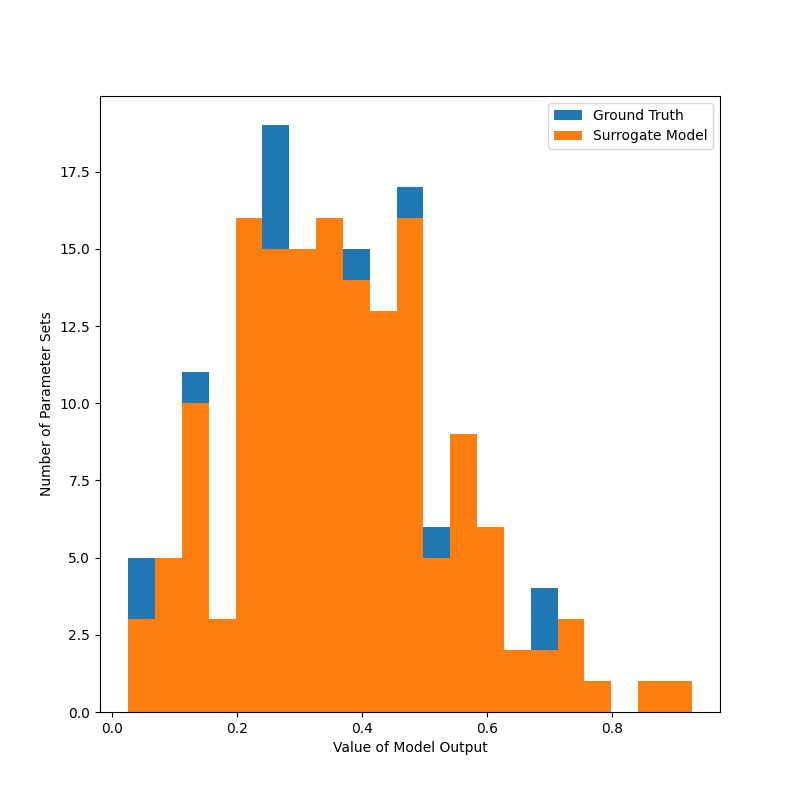 Ground Truth
Surrogate Model
17.5
15.0
12.5
10.0
7.5
5.0
2.5
0.0
Number of Parameter Sets
0.0 0.2 0.4 0.6 0.8
Value of Model Output